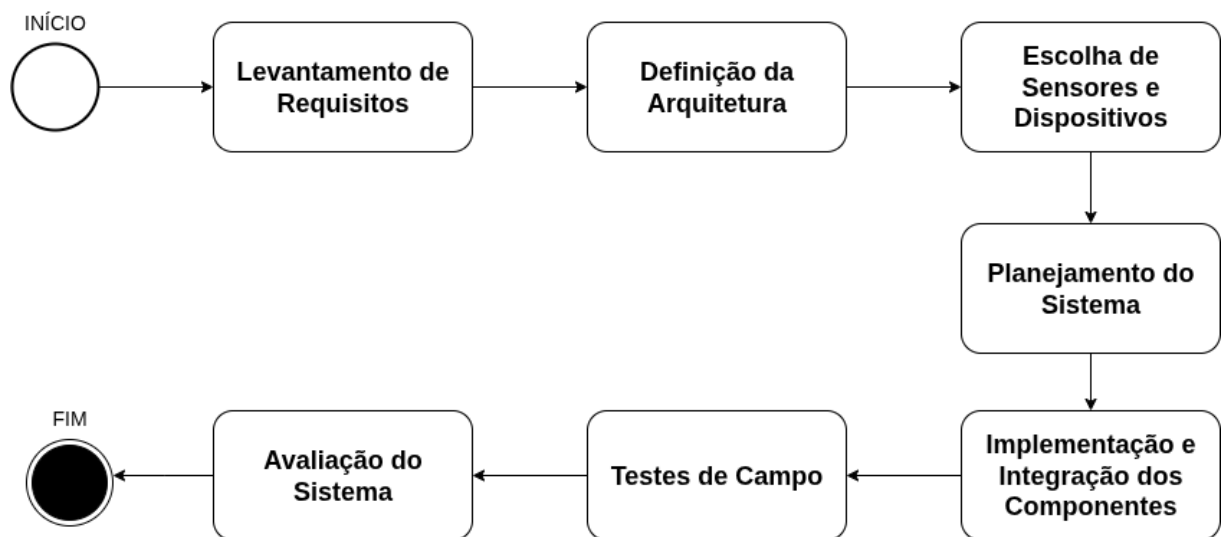 INÍCIO
Levantamento de
Requisitos
Definição da
Arquitetura
Escolha de
Sensores e
Dispositivos
Planejamento do
Sistema
Implementação e
Integração dos
Componentes
Testes de Campo
Avaliação do
Sistema
FIM